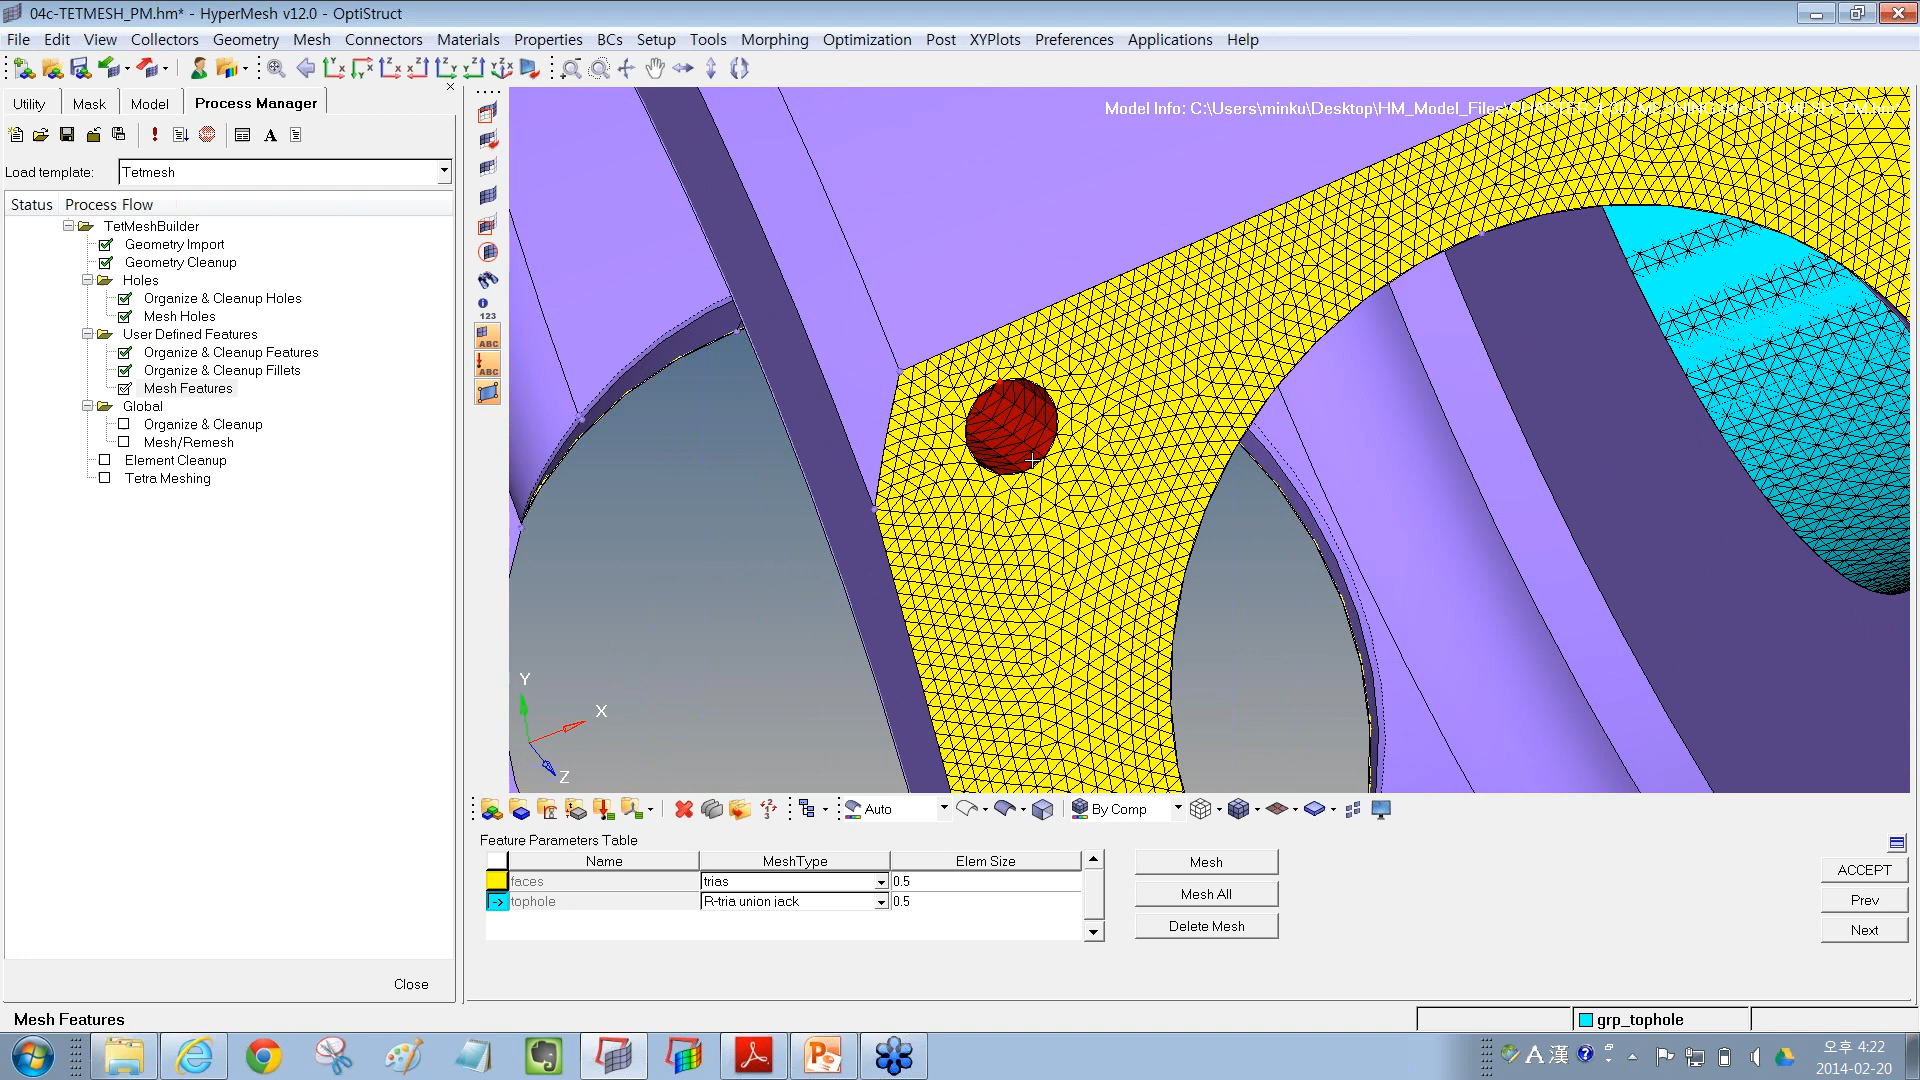 04c-TETMESH_PM.hm* - HyperMesh v12.0 - OptiStruct
File Edit View Collectors Geometry Mesh Connectors Materials Properties BCs Setup Tools Morphing Optimization Post XYPlots Preferences Applications Help
Utility Mask Model Process Manager
Load template: Tetmesh
Status Process Flow
TetMeshBuilder
Geometry Import
Geometry Cleanup
Holes
Organize & Cleanup Holes
Mesh Holes
User Defined Features
Organize & Cleanup Features
Organize & Cleanup Fillets
Mesh Features
Global
Organize & Cleanup
Mesh/Remesh
Element Cleanup
Tetra Meshing
Close
123
ABC
ABC
Model Info: C:\Users\minku\Desktop\HM_Model_Files\
Y
X
Z
Auto
By Comp
Feature Parameters Table
Name MeshType Elem Size
faces trias 0.5
-> tophole R-tria union jack 0.5
Mesh
Mesh All
Delete Mesh
ACCEPT
Prev
Next
Mesh Features
grp_tophole
A 漢
오후 4:22
2014-02-20